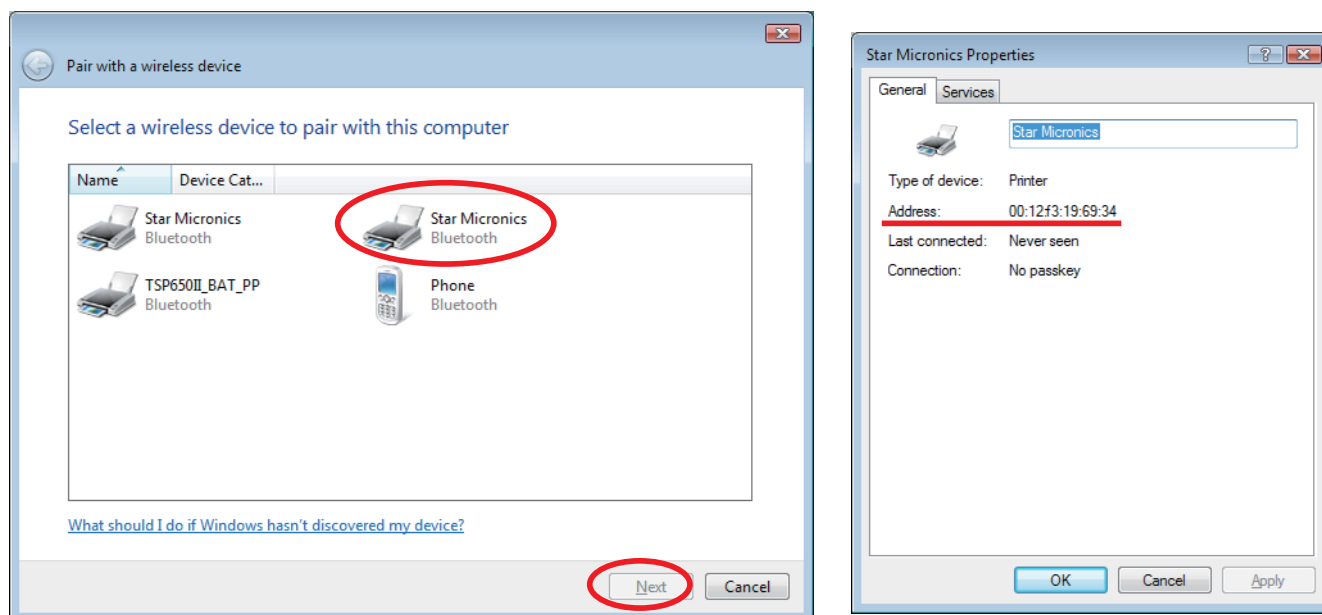 Pair with a wireless device
Select a wireless device to pair with this computer
Name Device Cat...
Star Micronics
Bluetooth
Star Micronics
Bluetooth
TSP650II_BAT_PP
Bluetooth
Phone
Bluetooth
What should I do if Windows hasn't discovered my device?
Next Cancel
Star Micronics Properties
?
General Services
Star Micronics
Type of device: Printer
Address: 00:12:f3:19:69:34
Last connected: Never seen
Connection: No passkey
OK Cancel Apply